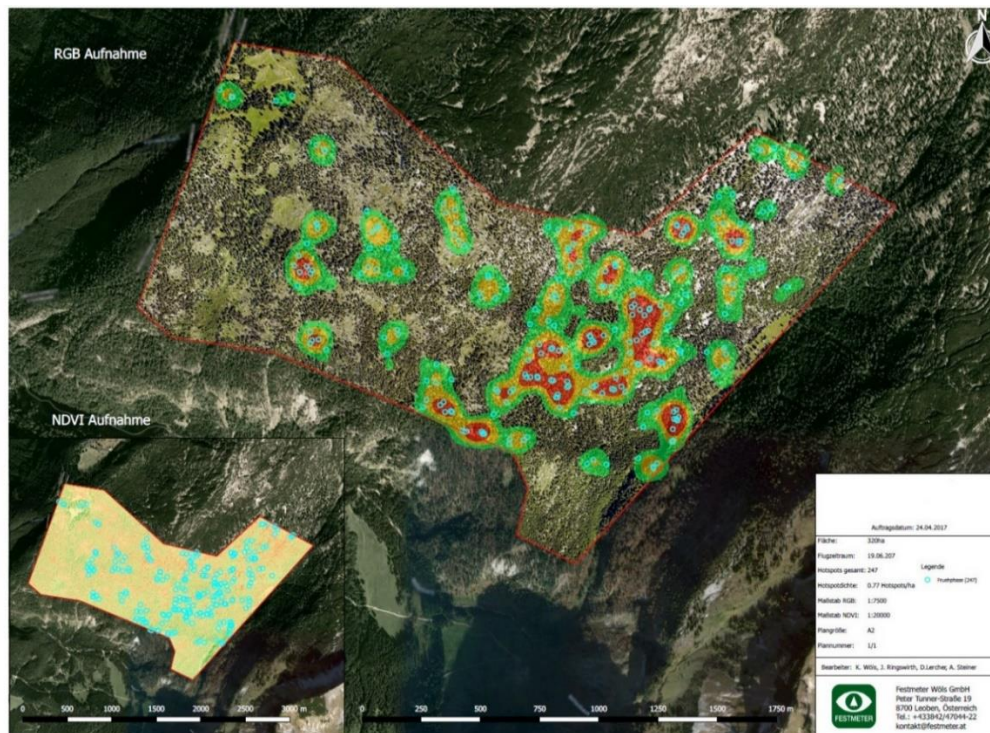 RGB Aufnahme
N
NDVI Aufnahme
0 500 1000 1500 2000 3000 m
0 250 500 750 1000 1250 1500 1750 m
Auftragsdatum: 24.04.2017
Fläche: 320ha
Flugzeitraum: 19.06.207
Hotspots gesamt: 247
Hotspotdichte: 0.77 Hotspots/ha
Maßstab RGB: 1:7500
Maßstab NDVI: 1:20000
Plangröße: A2
Plannummer: 1/1
Legende
Fruehphase (247)
Bearbeiter: K. Wöls, J. Ringswirth, D.Lercher, A. Steiner
FESTMETER
Festmeter Wöls GmbH
Peter Tunner-Straße 19
8700 Leoben, Österreich
Tel.: +433842/47044-22
kontakt@festmeter.at